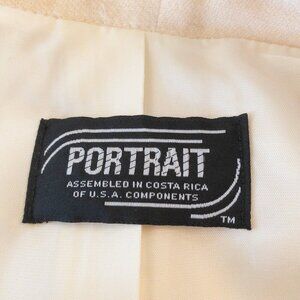 PORTRAIT
ASSEMBLED IN COSTA RICA
OF U.S.A. COMPONENTS
TM